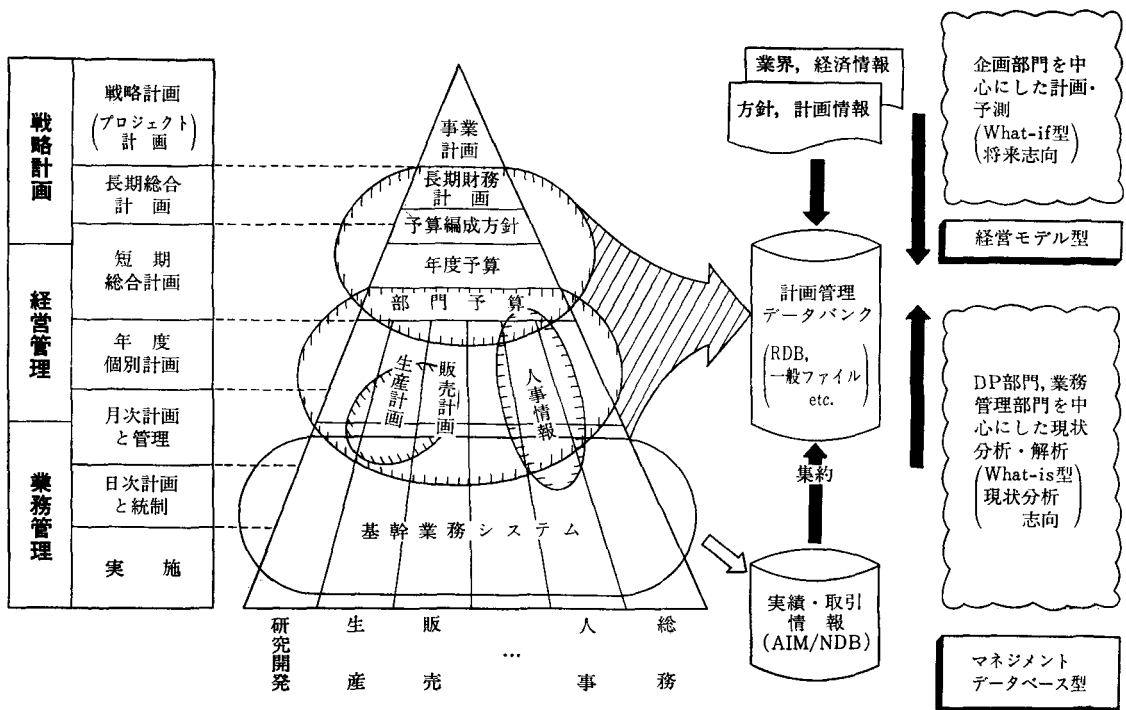 戦略計画
経営管理
業務管理
戦略計画
(プロジェクト
計画)
長期総合
計画
短期
総合計画
年度
個別計画
月次計画
と管理
日次計画
と統制
実施
事業
計画
長期財務
計画
予算編成方針
年度予算
部門予算
生産計画
販売計画
人事情報
基幹業務システム
研究開発
生産
販売
…
人事
総務
業界,経済情報
方針,計画情報
計画管理
データバンク
(RDB,
一般ファイル
etc.)
集約
実績・取引
情報
(AIM/NDB)
企画部門を中
心にした計画・
予測
(What-if型
将来志向)
経営モデル型
DP部門,業務
管理部門を中
心にした現状
分析・解析
(What-is型
現状分析
志向)
マネジメント
データベース型